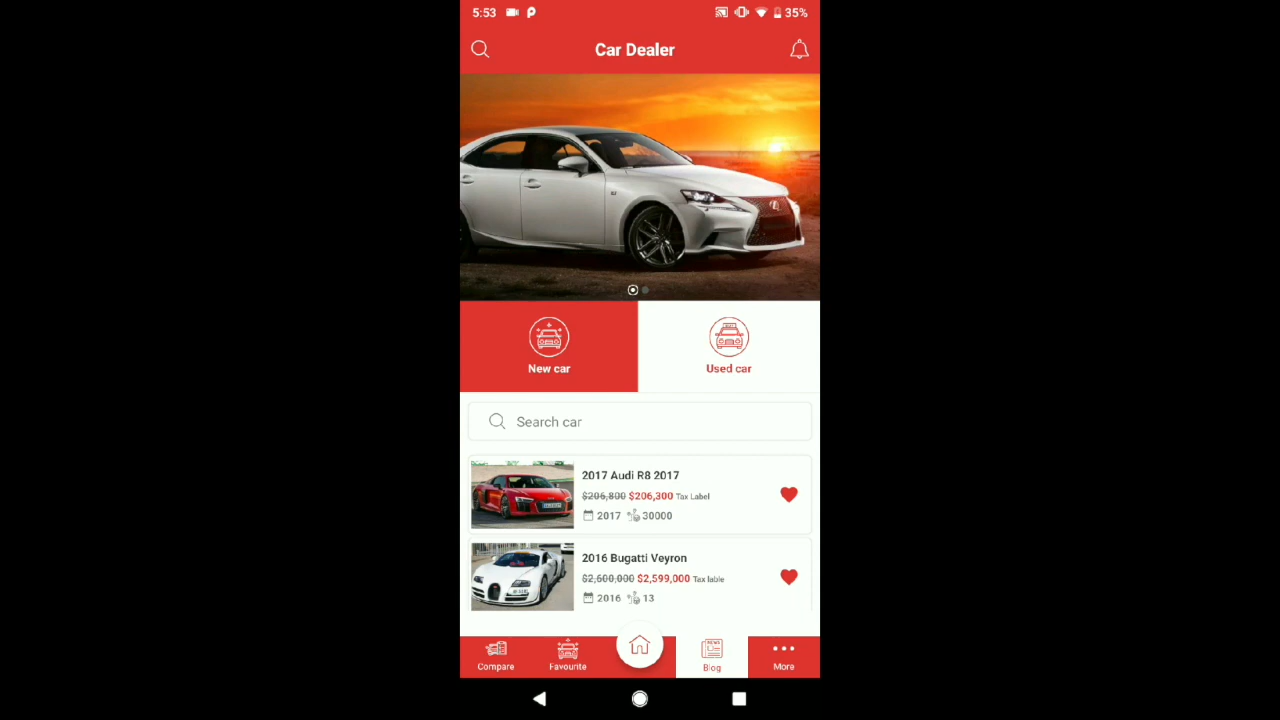 5:53 35%
Car Dealer
New car Used car
Search car
2017 Audi R8 2017
$206,800 $206,300 Tax Label
2017 30000
2016 Bugatti Veyron
$2,600,000 $2,599,000 Tax lable
2016 13
NEWS
Compare Favourite Blog More